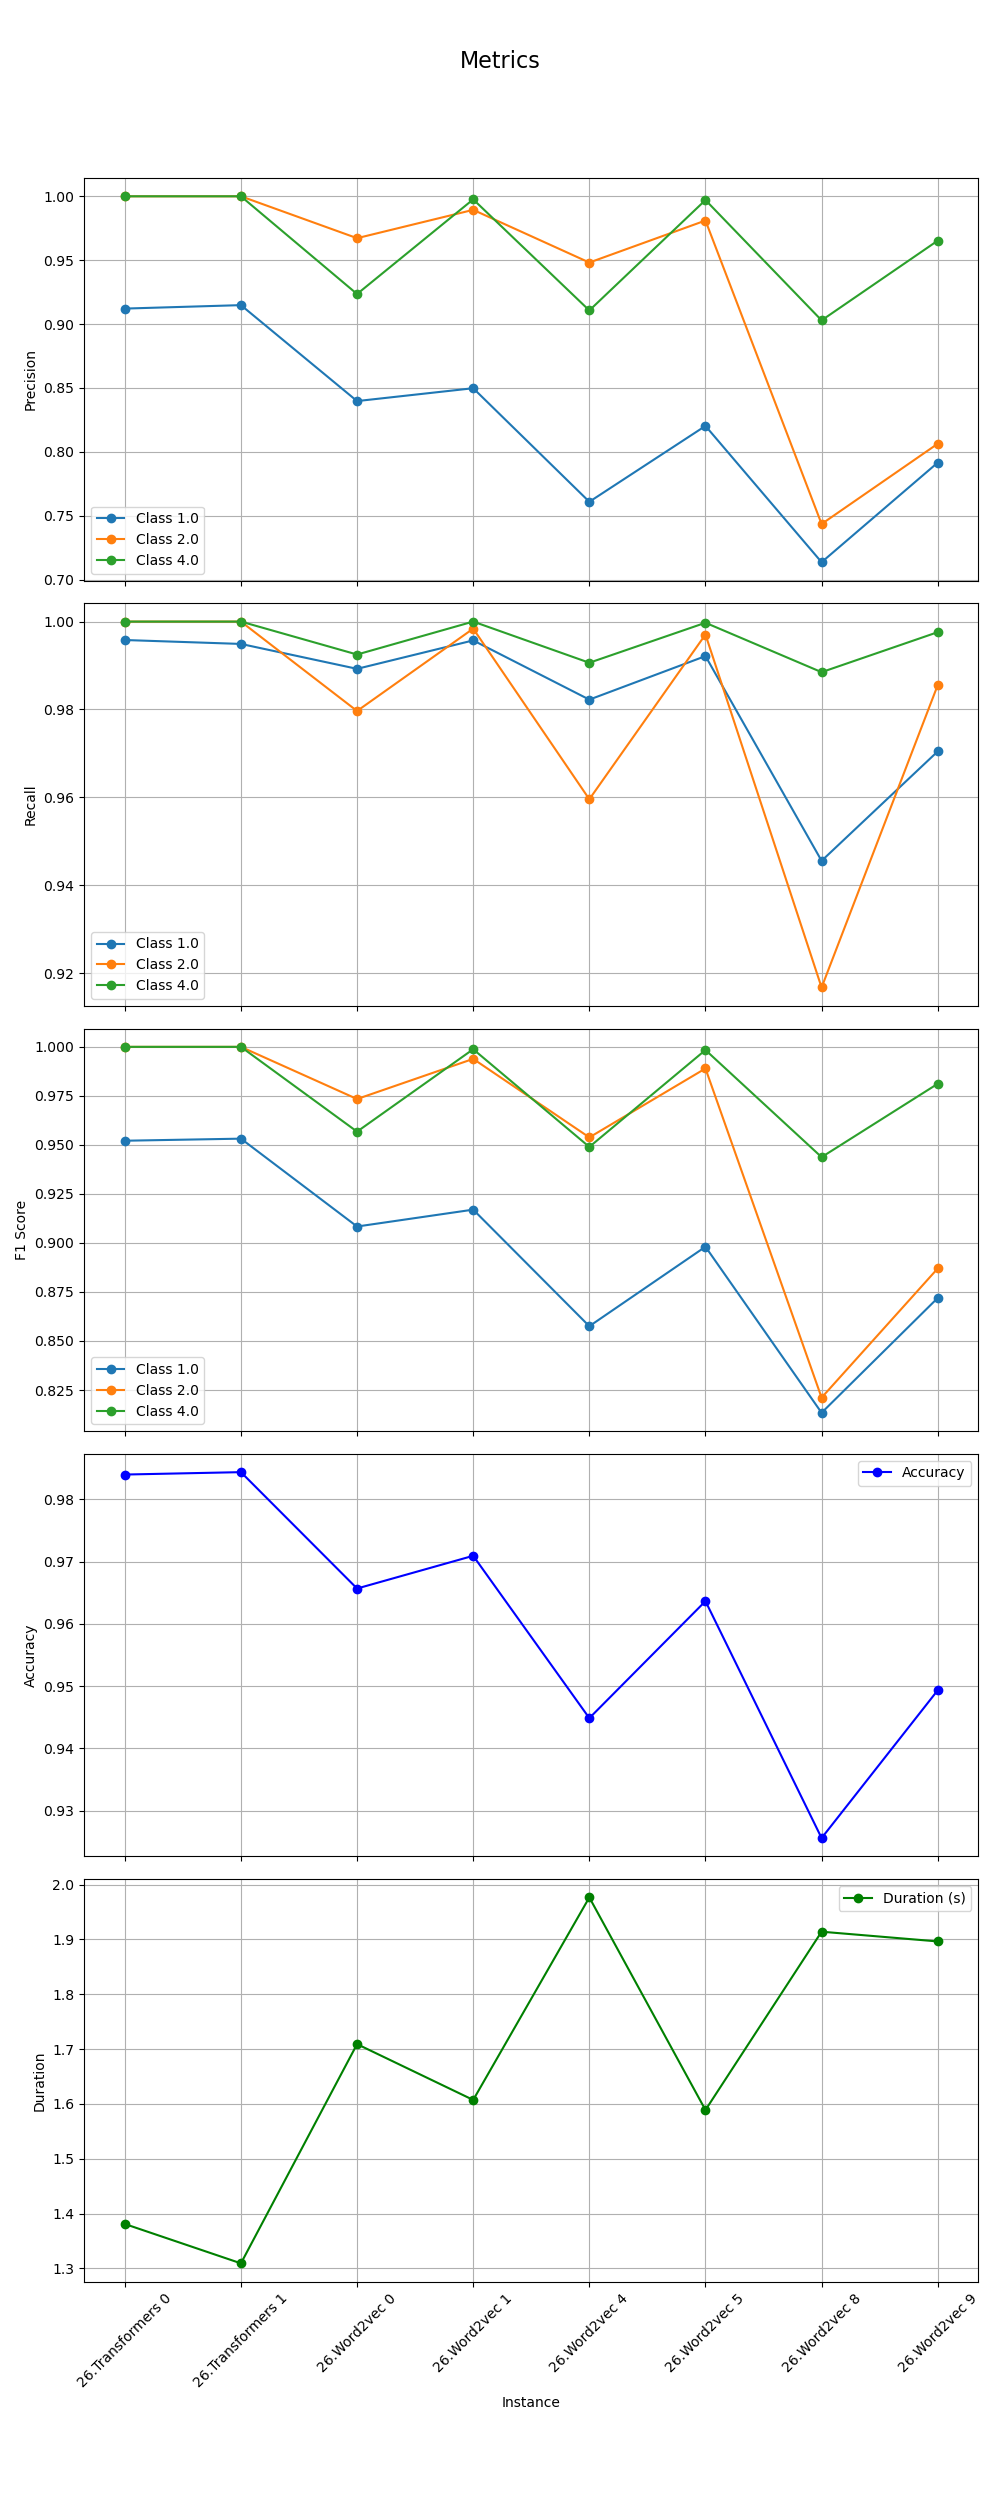 Metrics
1.00
0.95
0.90
0.85
0.80
0.75
0.70
Precision
Class 1.0
Class 2.0
Class 4.0
1.00
0.98
0.96
0.94
0.92
Recall
Class 1.0
Class 2.0
Class 4.0
1.000
0.975
0.950
0.925
0.900
0.875
0.850
0.825
F1 Score
Class 1.0
Class 2.0
Class 4.0
0.98
0.97
0.96
0.95
0.94
0.93
Accuracy
Accuracy
2.0
1.9
1.8
1.7
1.6
1.5
1.4
1.3
Duration
Duration (s)
26.Transformers 0
26.Transformers 1
26.Word2vec 0
26.Word2vec 1
26.Word2vec 4
26.Word2vec 5
26.Word2vec 8
26.Word2vec 9
Instance